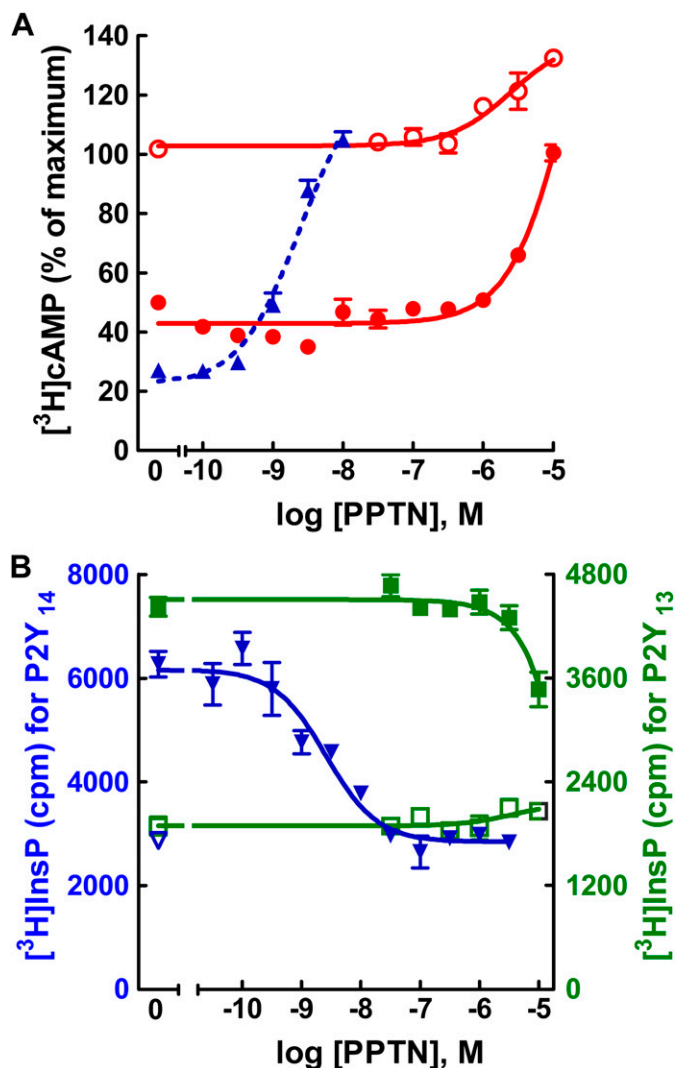 A
[³H]cAMP (% of maximum)
140
120
100
80
60
40
20
0
0 -10 -9 -8 -7 -6 -5
log [PPTN], M
B
[³H]InsP (cpm) for P2Y₁₄
8000
6000
4000
2000
0
4800
3600
2400
1200
0
[³H]InsP (cpm) for P2Y₁₃
0 -10 -9 -8 -7 -6 -5
log [PPTN], M